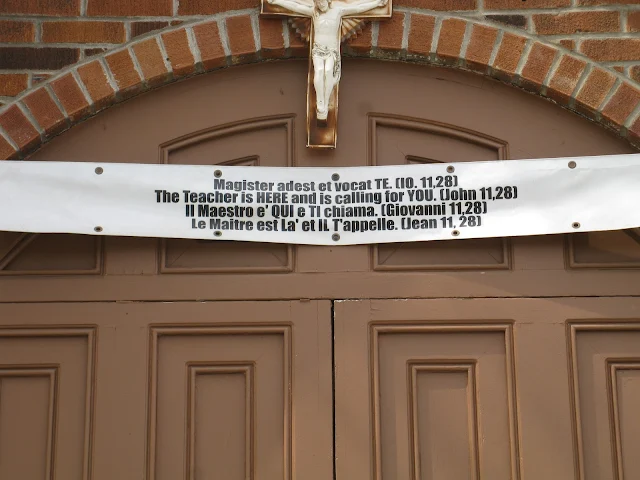 Magister adest et vocat TE. (IO. 11,28)
The Teacher is HERE and is calling for YOU. (John 11,28)
Il Maestro e' QUI e TI chiama. (Giovanni 11,28)
Le Maitre est La' et IL T'appelle. (Jean 11, 28)